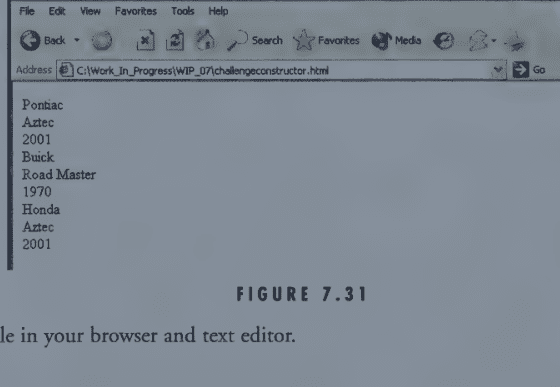 File Edit View Favorites Tools Help
Back Search Favorites Media
Address C:\Work_In_Progress\WIP_07\challengeconstructor.html Go
Pontiac
Aztec
2001
Buick
Road Master
1970
Honda
Aztec
2001
FIGURE 7.31
le in your browser and text editor.